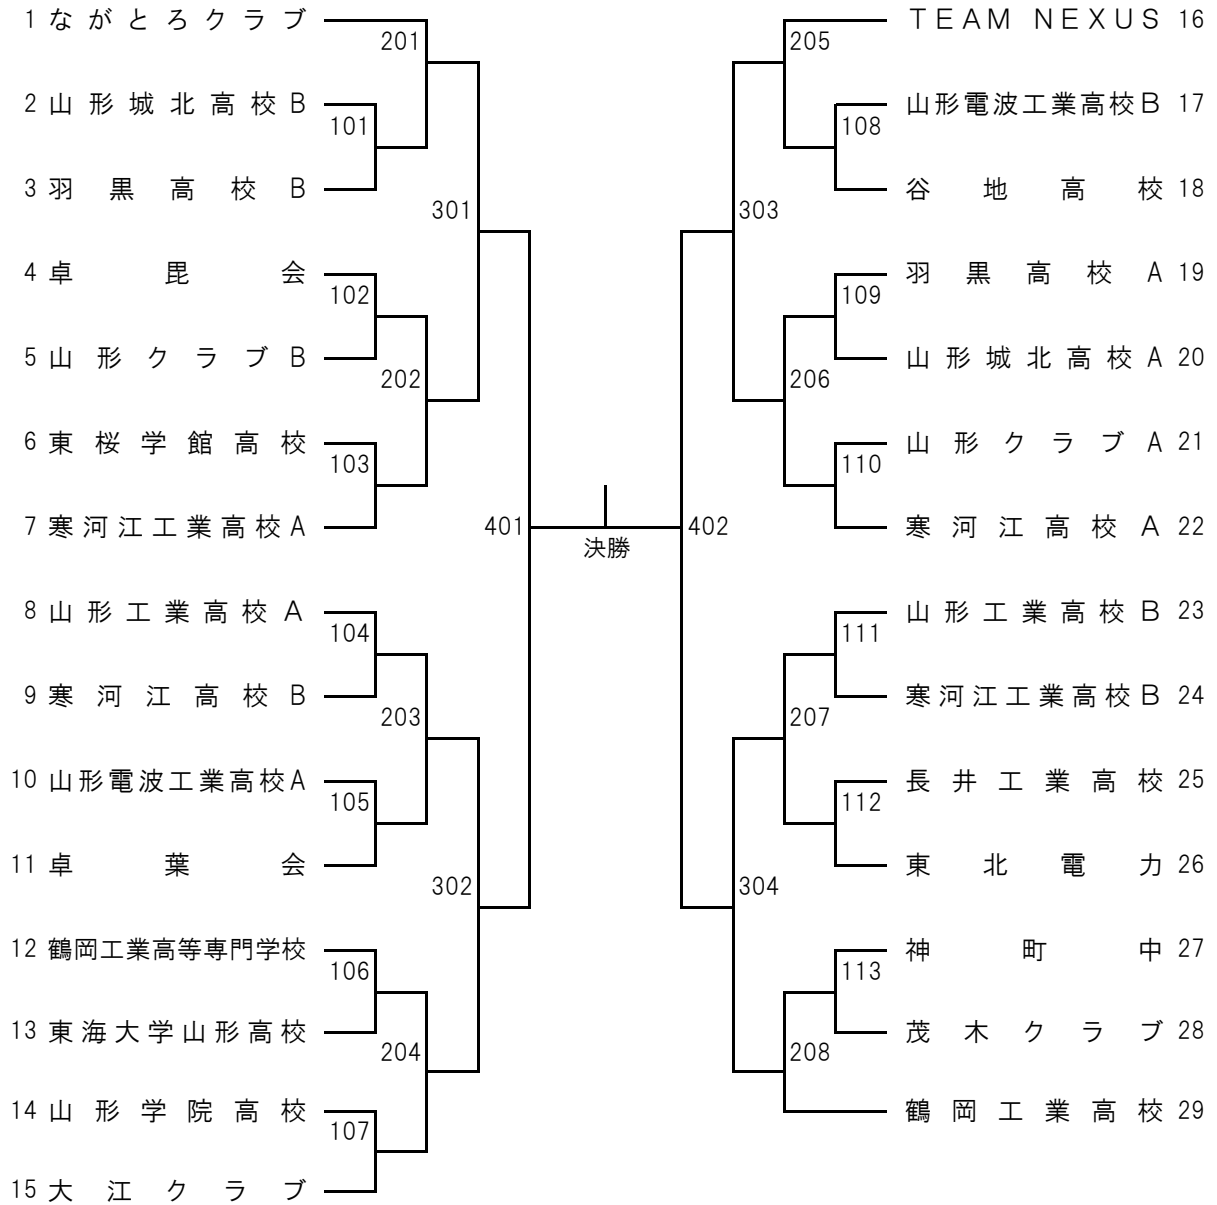 1 ながとろクラブ
201
2 山形城北高校B
101
3 羽黒高校B
301
4 卓毘会
102
5 山形クラブB
202
6 東桜学館高校
103
7 寒河江工業高校A
401
8 山形工業高校A
104
9 寒河江高校B
203
10 山形電波工業高校A
105
11 卓葉会
302
12 鶴岡工業高等専門学校
106
13 東海大学山形高校
204
14 山形学院高校
107
15 大江クラブ
決勝
TEAM NEXUS 16
205
山形電波工業高校B 17
108
谷地高校 18
303
羽黒高校A 19
109
山形城北高校A 20
206
山形クラブA 21
110
寒河江高校A 22
402
山形工業高校B 23
111
寒河江工業高校B 24
207
長井工業高校 25
112
東北電力 26
304
神町中 27
113
茂木クラブ 28
208
鶴岡工業高校 29